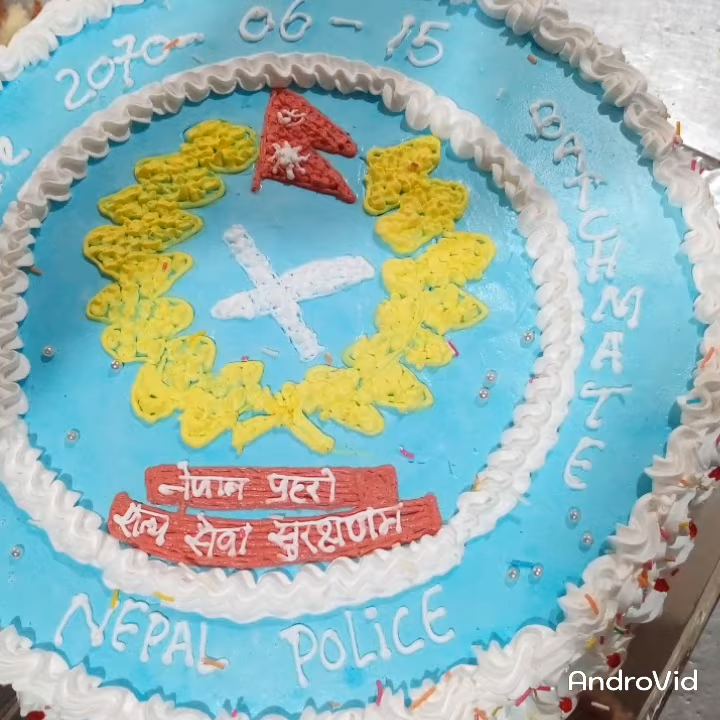 2070- 06-15
BATCHMATE
नेपाल प्रहरी
सत्य सेवा सुरक्षणम
NEPAL POLICE
AndroVid